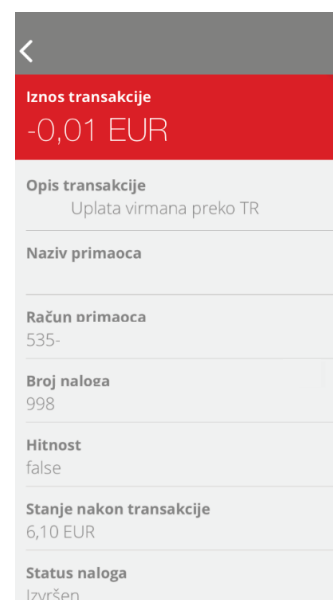 Iznos transakcije
-0,01 EUR
Opis transakcije
Uplata virmana preko TR
Naziv primaoca
Račun primaoca
535-
Broj naloga
998
Hitnost
false
Stanje nakon transakcije
6,10 EUR
Status naloga
Izvršen